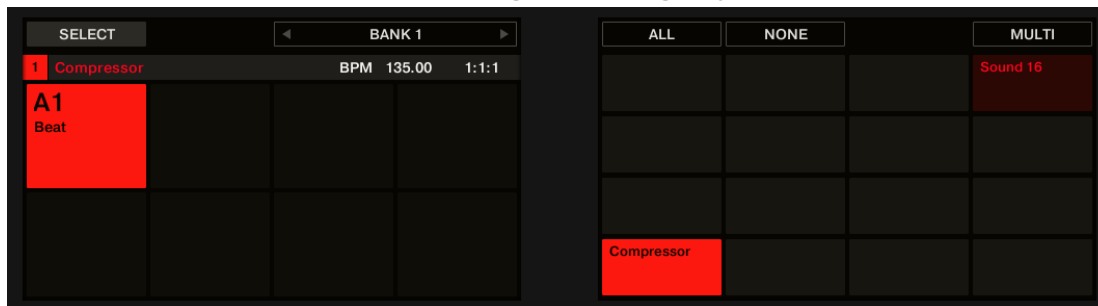 SELECT
BANK 1
1 Compressor BPM 135.00 1:1:1
A1
Beat
ALL NONE MULTI
Sound 16
Compressor